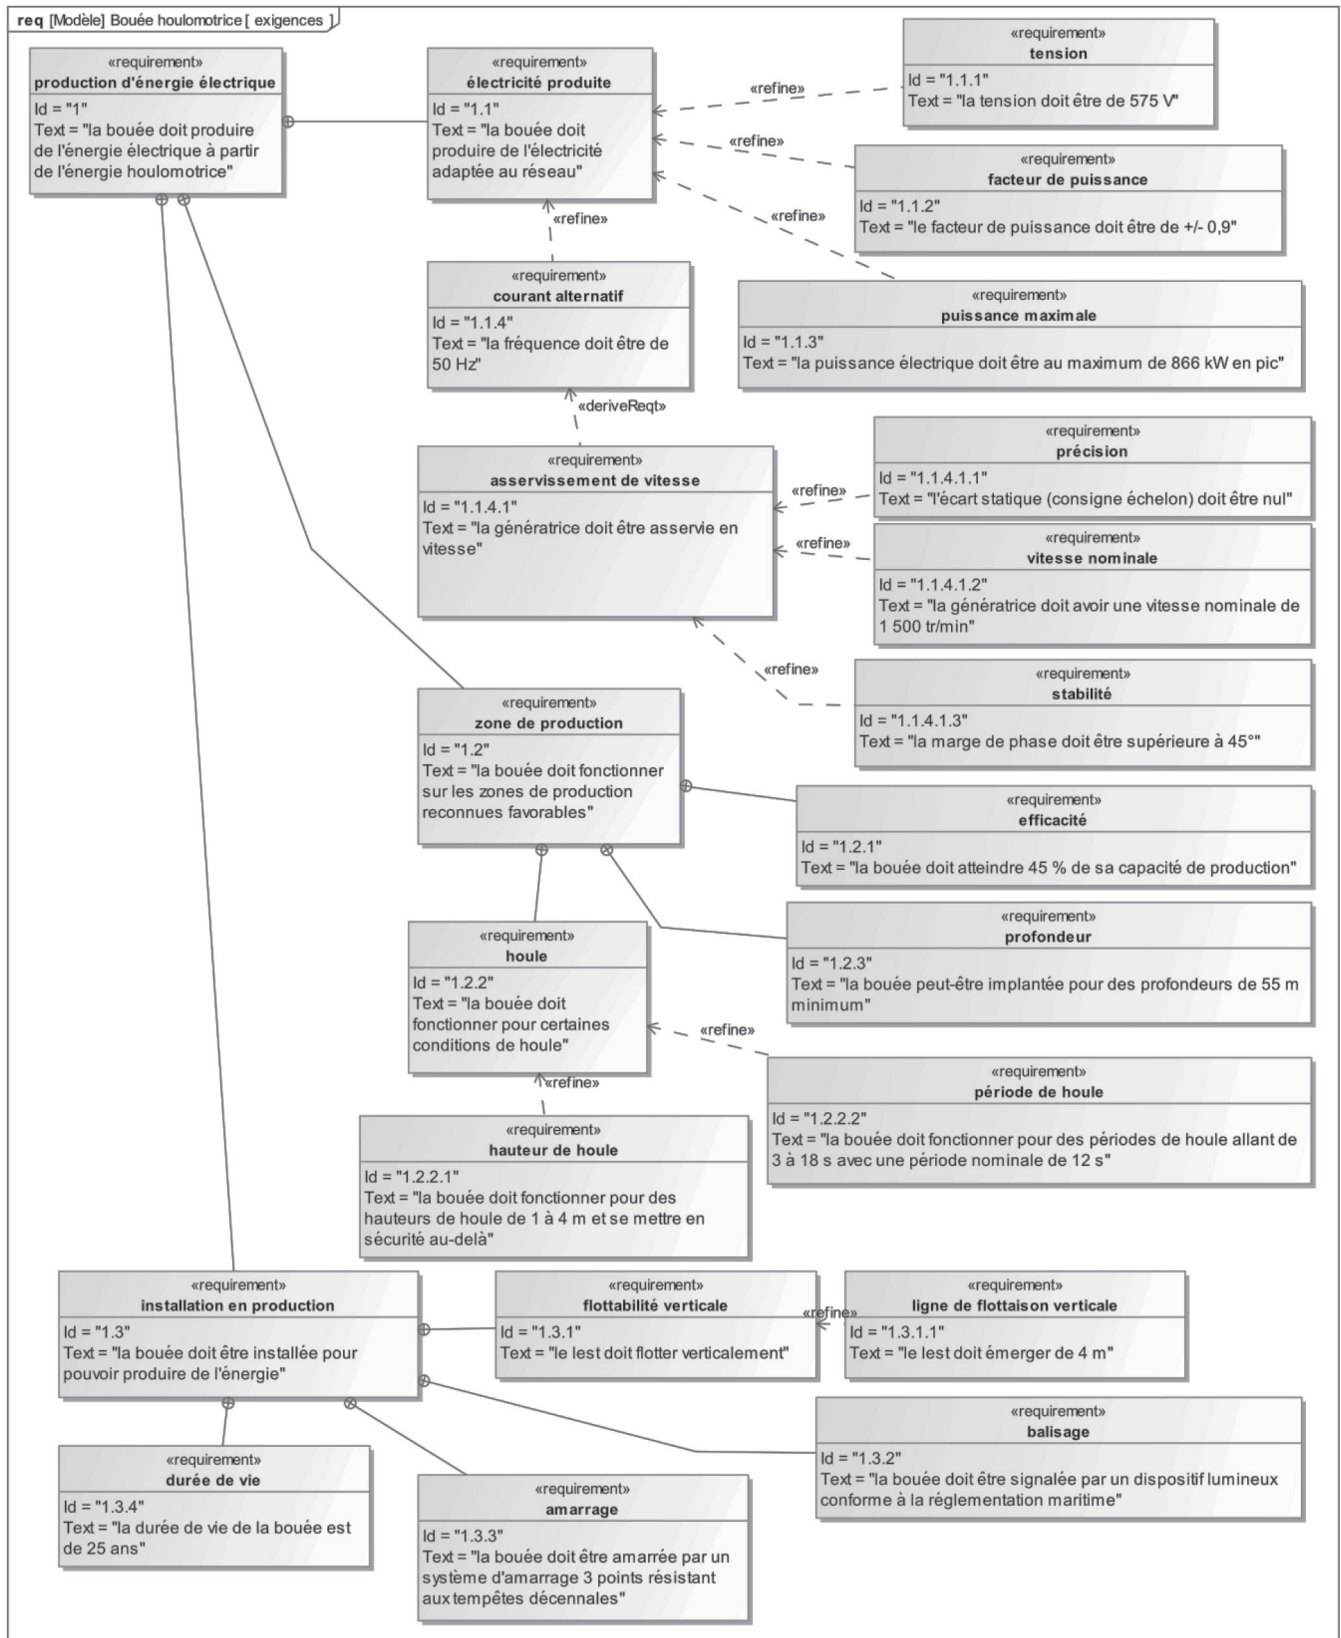 req [Modèle] Bouée houlomotrice [ exigences ]
«requirement»
production d'énergie électrique
Id = "1"
Text = "la bouée doit produire
de l'énergie électrique à partir
de l'énergie houlomotrice"
«requirement»
électricité produite
Id = "1.1"
Text = "la bouée doit
produire de l'électricité
adaptée au réseau"
«refine»
«requirement»
tension
Id = "1.1.1"
Text = "la tension doit être de 575 V"
«refine»
«requirement»
facteur de puissance
Id = "1.1.2"
Text = "le facteur de puissance doit être de +/- 0,9"
«refine»
«refine»
«requirement»
courant alternatif
Id = "1.1.4"
Text = "la fréquence doit être de
50 Hz"
«requirement»
puissance maximale
Id = "1.1.3"
Text = "la puissance électrique doit être au maximum de 866 kW en pic"
«deriveReqt»
«requirement»
asservissement de vitesse
Id = "1.1.4.1"
Text = "la génératrice doit être asservie en
vitesse"
«refine»
«requirement»
précision
Id = "1.1.4.1.1"
Text = "l'écart statique (consigne échelon) doit être nul"
«refine»
«requirement»
vitesse nominale
Id = "1.1.4.1.2"
Text = "la génératrice doit avoir une vitesse nominale de
1 500 tr/min"
«refine»
«requirement»
stabilité
Id = "1.1.4.1.3"
Text = "la marge de phase doit être supérieure à 45°"
«requirement»
zone de production
Id = "1.2"
Text = "la bouée doit fonctionner
sur les zones de production
reconnues favorables"
«requirement»
efficacité
Id = "1.2.1"
Text = "la bouée doit atteindre 45 % de sa capacité de production"
«requirement»
profondeur
Id = "1.2.3"
Text = "la bouée peut-être implantée pour des profondeurs de 55 m
minimum"
«requirement»
houle
Id = "1.2.2"
Text = "la bouée doit
fonctionner pour certaines
conditions de houle"
«refine»
«requirement»
période de houle
Id = "1.2.2.2"
Text = "la bouée doit fonctionner pour des périodes de houle allant de
3 à 18 s avec une période nominale de 12 s"
«refine»
«requirement»
hauteur de houle
Id = "1.2.2.1"
Text = "la bouée doit fonctionner pour des
hauteurs de houle de 1 à 4 m et se mettre en
sécurité au-delà"
«requirement»
installation en production
Id = "1.3"
Text = "la bouée doit être installée pour
pouvoir produire de l'énergie"
«requirement»
flottabilité verticale
Id = "1.3.1"
Text = "le lest doit flotter verticalement"
«refine»
«requirement»
ligne de flottaison verticale
Id = "1.3.1.1"
Text = "le lest doit émerger de 4 m"
«requirement»
balisage
Id = "1.3.2"
Text = "la bouée doit être signalée par un dispositif lumineux
conforme à la réglementation maritime"
«requirement»
durée de vie
Id = "1.3.4"
Text = "la durée de vie de la bouée est
de 25 ans"
«requirement»
amarrage
Id = "1.3.3"
Text = "la bouée doit être amarrée par un
système d'amarrage 3 points résistant
aux tempêtes décennales"